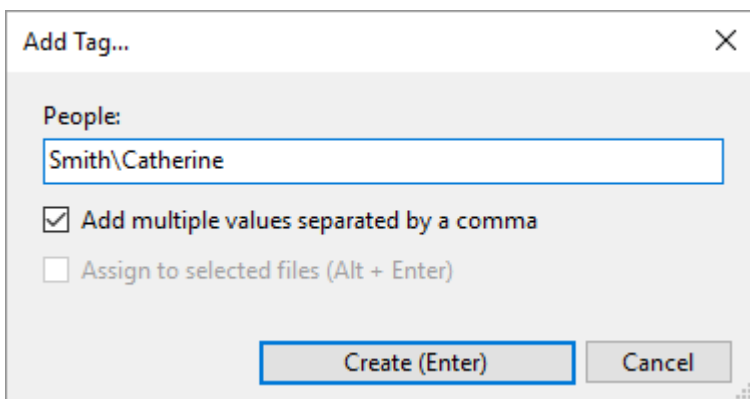 Add Tag...
People:
Smith\Catherine
Add multiple values separated by a comma
Assign to selected files (Alt + Enter)
Create (Enter)
Cancel